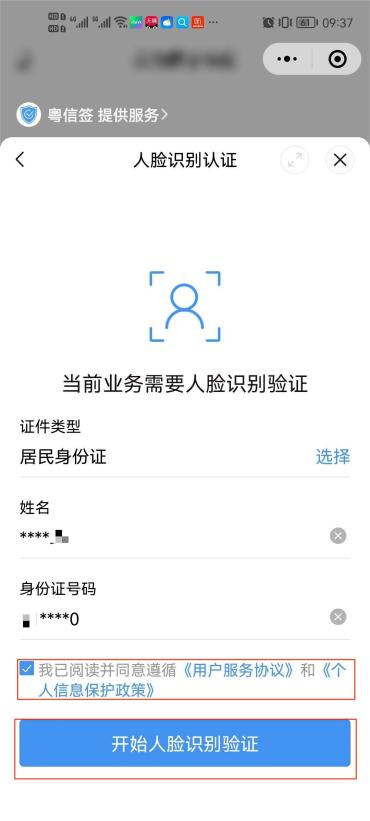 61 09:37
粤信签 提供服务>
人脸识别认证
当前业务需要人脸识别验证
证件类型
居民身份证 选择
姓名
****
身份证号码
****0
我已阅读并同意遵循《用户服务协议》和《个
人信息保护政策》
开始人脸识别验证